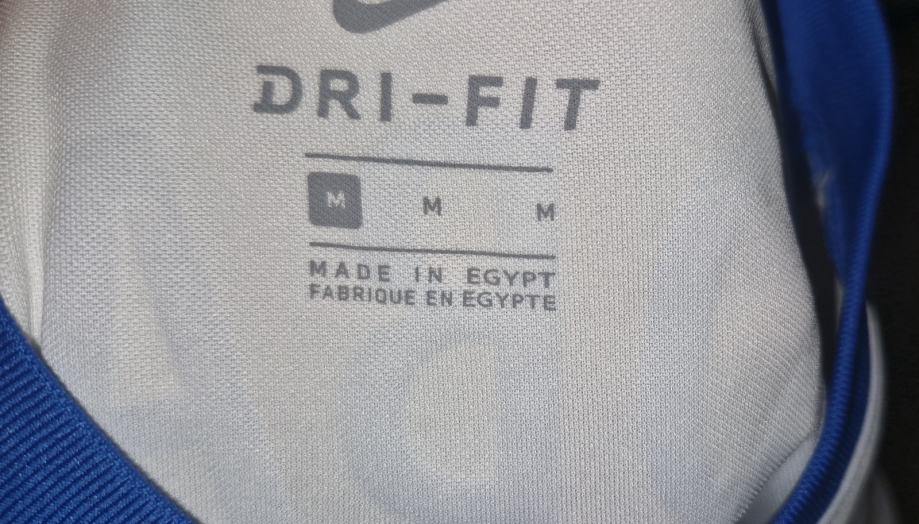 DRI-FIT
M M M
MADE IN EGYPT
FABRIQUE EN EGYPTE